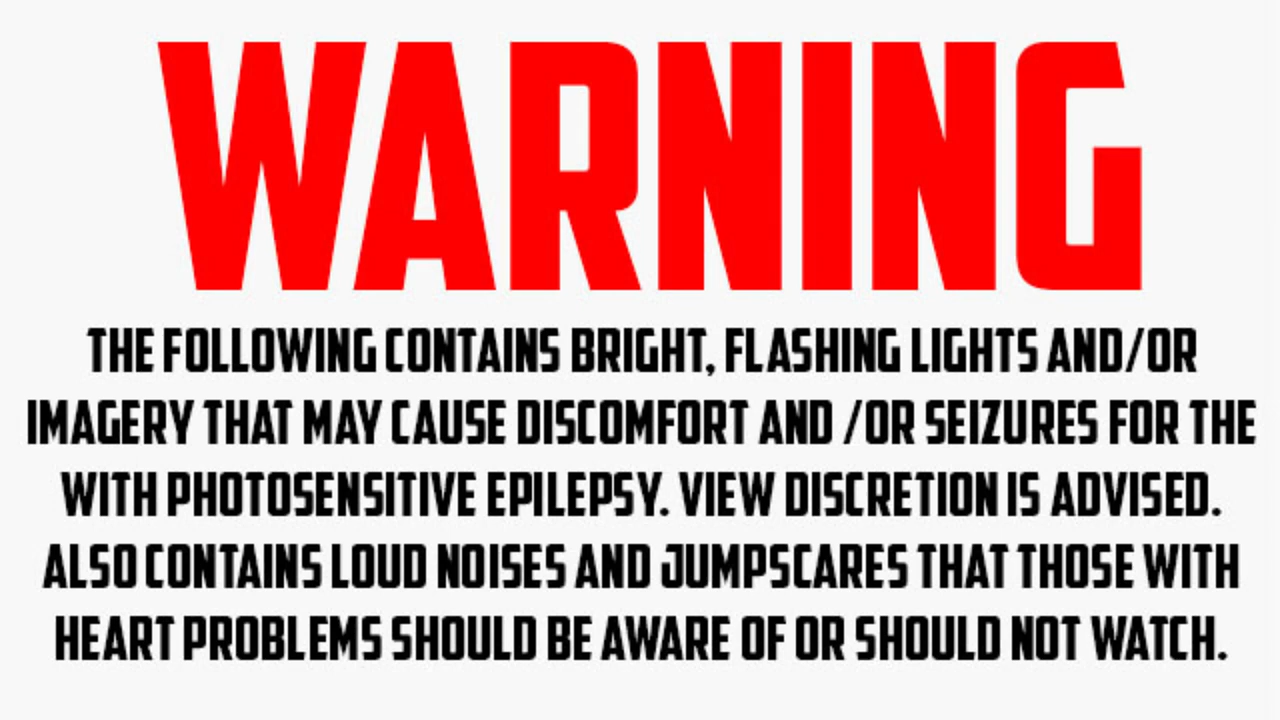 WARNING
THE FOLLOWING CONTAINS BRIGHT, FLASHING LIGHTS AND/OR
IMAGERY THAT MAY CAUSE DISCOMFORT AND /OR SEIZURES FOR THE
WITH PHOTOSENSITIVE EPILEPSY. VIEW DISCRETION IS ADVISED.
ALSO CONTAINS LOUD NOISES AND JUMPSCARES THAT THOSE WITH
HEART PROBLEMS SHOULD BE AWARE OF OR SHOULD NOT WATCH.